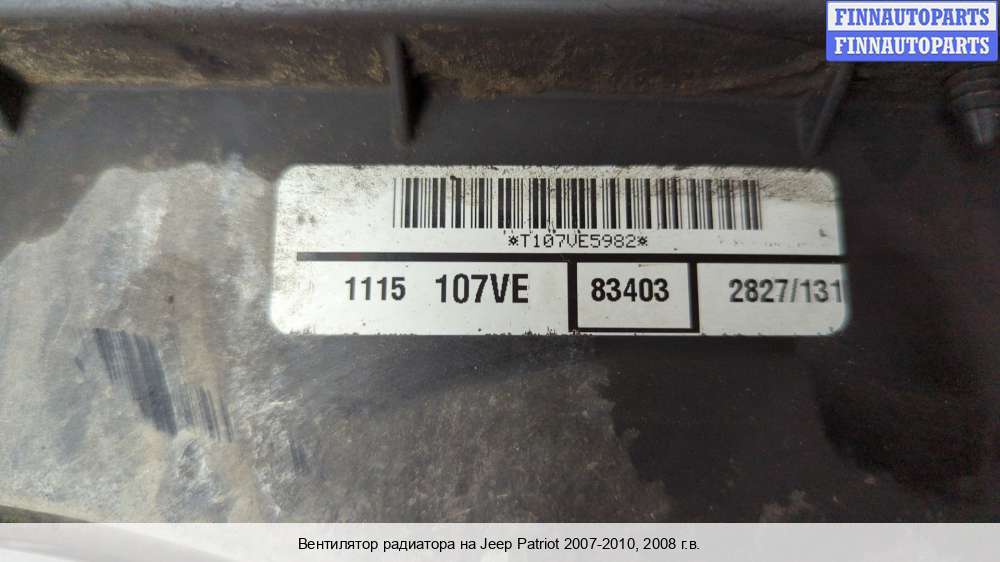 FINNAUTOPARTS
FINNAUTOPARTS
*T107VE5982*
1115 107VE 83403 2827/131
Вентилятор радиатора на Jeep Patriot 2007-2010, 2008 г.в.